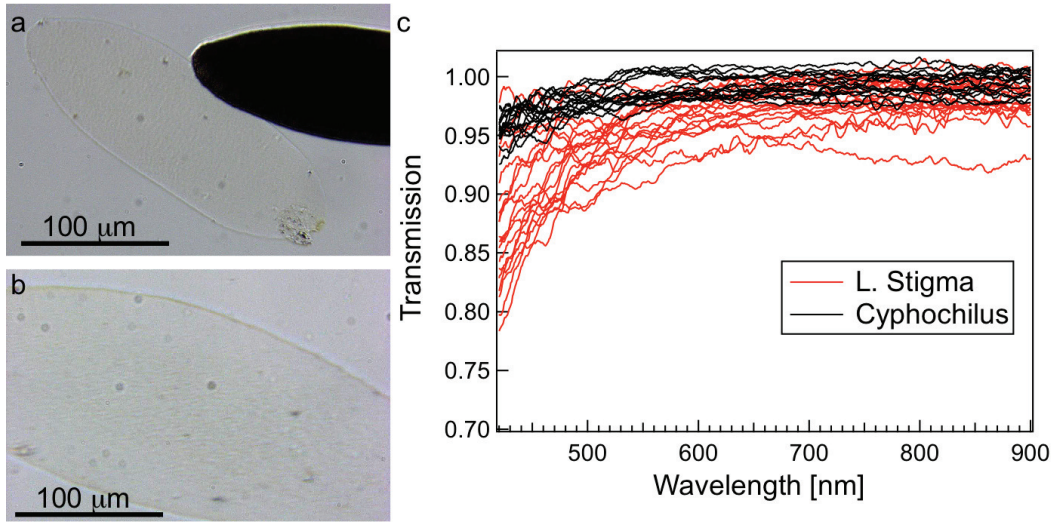 a
100 μm
b
100 μm
c
Transmission
1.00
0.95
0.90
0.85
0.80
0.75
0.70
L. Stigma
Cyphochilus
500
600
700
800
900
Wavelength [nm]